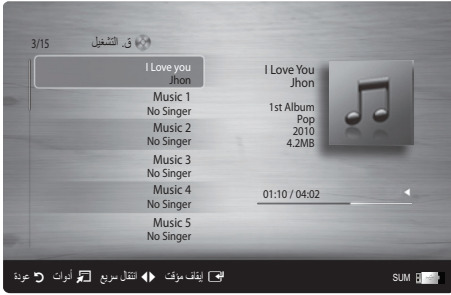 3/15
ق. التشغيل
I Love you
Jhon
Music 1
No Singer
Music 2
No Singer
Music 3
No Singer
Music 4
No Singer
Music 5
No Singer
I Love You
Jhon
1st Album
Pop
2010
4.2MB
01:10 / 04:02
SUM
إيقاف مؤقت
انتقال سريع
أدوات
عودة